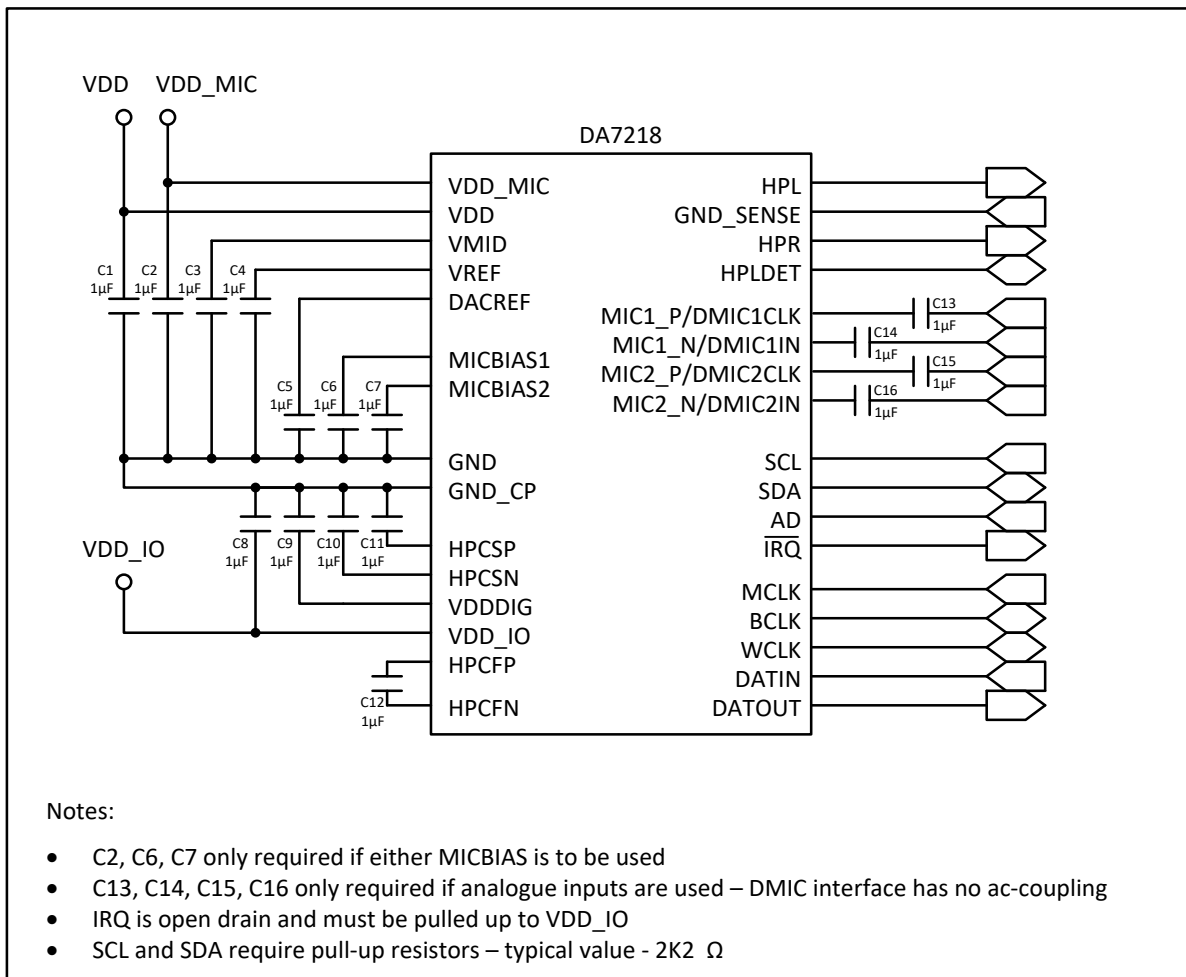 VDD VDD_MIC
DA7218
VDD_MIC
VDD
VMID
VREF
DACREF
MICBIAS1
MICBIAS2
GND
GND_CP
HPCSP
HPCSN
VDDDIG
VDD_IO
HPCFP
HPCFN
HPL
GND_SENSE
HPR
HPLDET
MIC1_P/DMIC1CLK
MIC1_N/DMIC1IN
MIC2_P/DMIC2CLK
MIC2_N/DMIC2IN
SCL
SDA
AD
IRQ
MCLK
BCLK
WCLK
DATIN
DATOUT
C1
1µF
C2
1µF
C3
1µF
C4
1µF
C5
1µF
C6
1µF
C7
1µF
C8
1µF
C9
1µF
C10
1µF
C11
1µF
VDD_IO
C12
1µF
C13
1µF
C14
1µF
C15
1µF
C16
1µF
Notes:
• C2, C6, C7 only required if either MICBIAS is to be used
• C13, C14, C15, C16 only required if analogue inputs are used – DMIC interface has no ac-coupling
• IRQ is open drain and must be pulled up to VDD_IO
• SCL and SDA require pull-up resistors – typical value - 2K2 Ω